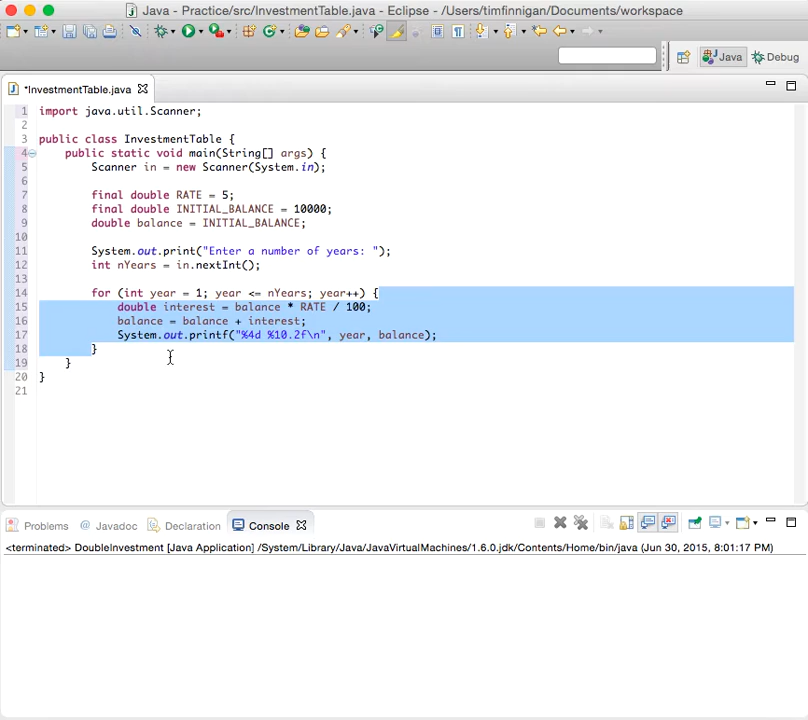 Java - Practice/src/InvestmentTable.java - Eclipse - /Users/timfinnigan/Documents/workspace
Java
Debug
*InvestmentTable.java
1 import java.util.Scanner;
2
3 public class InvestmentTable {
4 public static void main(String[] args) {
5 Scanner in = new Scanner(System.in);
6
7 final double RATE = 5;
8 final double INITIAL_BALANCE = 10000;
9 double balance = INITIAL_BALANCE;
10
11 System.out.print("Enter a number of years: ");
12 int nYears = in.nextInt();
13
14 for (int year = 1; year <= nYears; year++) {
15 double interest = balance * RATE / 100;
16 balance = balance + interest;
17 System.out.printf("%4d %10.2f\n", year, balance);
18 }
19 }
20 }
21
Problems @ Javadoc Declaration Console
<terminated> DoubleInvestment [Java Application] /System/Library/Java/JavaVirtualMachines/1.6.0.jdk/Contents/Home/bin/java (Jun 30, 2015, 8:01:17 PM)